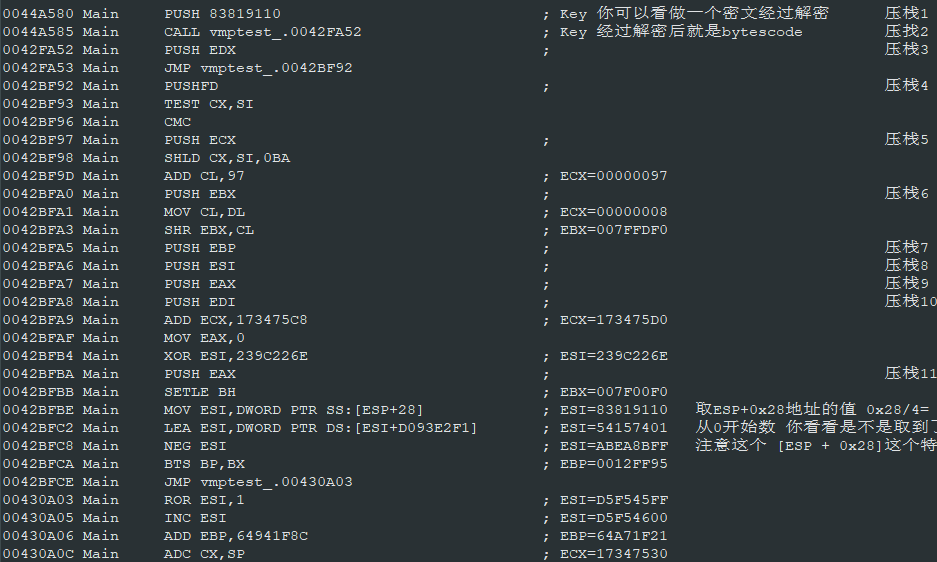 0044A580 Main PUSH 83819110 ; Key 你可以看做一个密文经过解密 压栈1
0044A585 Main CALL vmptest_.0042FA52 ; Key 经过解密后就是bytescode 压找2
0042FA52 Main PUSH EDX ; 压栈3
0042FA53 Main JMP vmptest_.0042BF92
0042BF92 Main PUSHFD ; 压栈4
0042BF93 Main TEST CX,SI
0042BF96 Main CMC
0042BF97 Main PUSH ECX ; 压栈5
0042BF98 Main SHLD CX,SI,0BA
0042BF9D Main ADD CL,97 ; ECX=00000097
0042BFA0 Main PUSH EBX ; 压栈6
0042BFA1 Main MOV CL,DL ; ECX=00000008
0042BFA3 Main SHR EBX,CL ; EBX=007FFDF0
0042BFA5 Main PUSH EBP ; 压栈7
0042BFA6 Main PUSH ESI ; 压栈8
0042BFA7 Main PUSH EAX ; 压栈9
0042BFA8 Main PUSH EDI ; 压栈10
0042BFA9 Main ADD ECX,173475C8 ; ECX=173475D0
0042BFAF Main MOV EAX,0
0042BFB4 Main XOR ESI,239C226E ; ESI=239C226E
0042BFBA Main PUSH EAX ; 压栈11
0042BFBB Main SETLE BH ; EBX=007F00F0
0042BFBE Main MOV ESI,DWORD PTR SS:[ESP+28] ; ESI=83819110 取ESP+0x28地址的值 0x28/4=
0042BFC2 Main LEA ESI,DWORD PTR DS:[ESI+D093E2F1] ; ESI=54157401 从0开始数 你看看是不是取到了
0042BFC8 Main NEG ESI ; ESI=ABEA8BFF 注意这个 [ESP + 0x28]这个特
0042BFCA Main BTS BP,BX ; EBP=0012FF95
0042BFCE Main JMP vmptest_.00430A03
00430A03 Main ROR ESI,1 ; ESI=D5F545FF
00430A05 Main INC ESI ; ESI=D5F54600
00430A06 Main ADD EBP,64941F8C ; EBP=64A71F21
00430A0C Main ADC CX,SP ; ECX=17347530